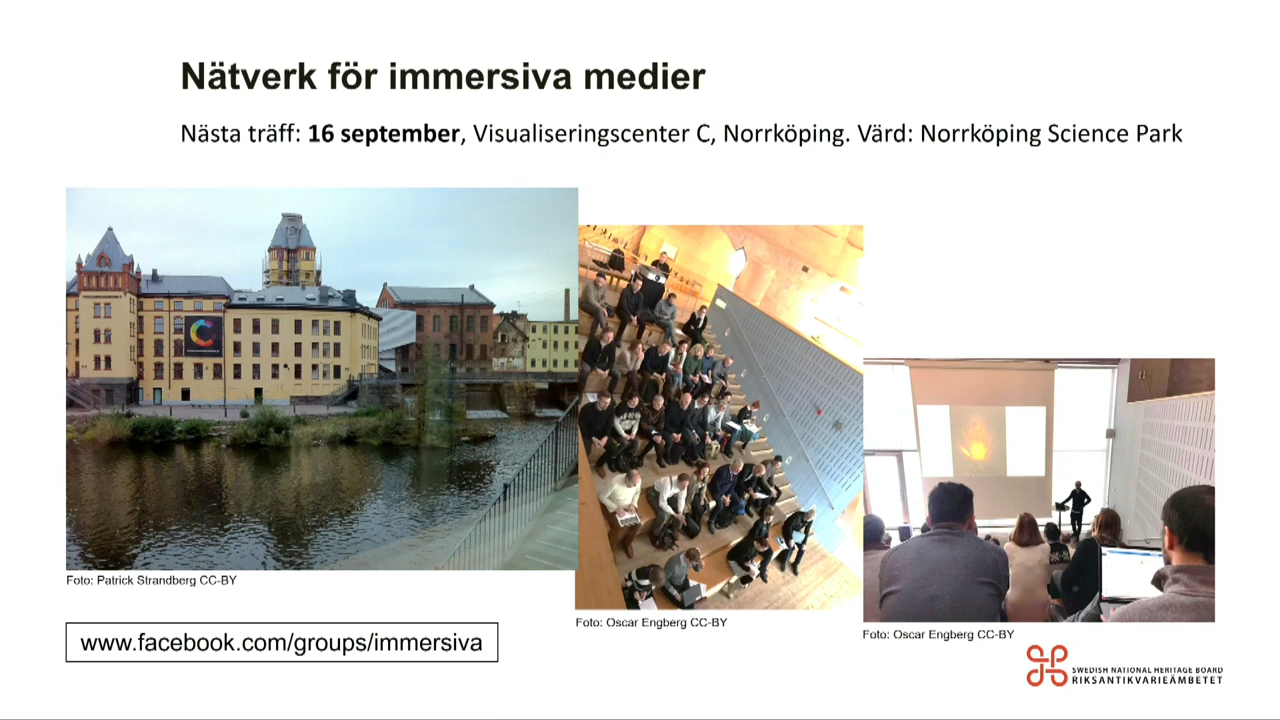 Nätverk för immersiva medier
Nästa träff: 16 september, Visualiseringscenter C, Norrköping. Värd: Norrköping Science Park
Foto: Patrick Strandberg CC-BY
Foto: Oscar Engberg CC-BY
Foto: Oscar Engberg CC-BY
www.facebook.com/groups/immersiva
SWEDISH NATIONAL HERITAGE BOARD
RIKSANTIKVARIEÄMBETET